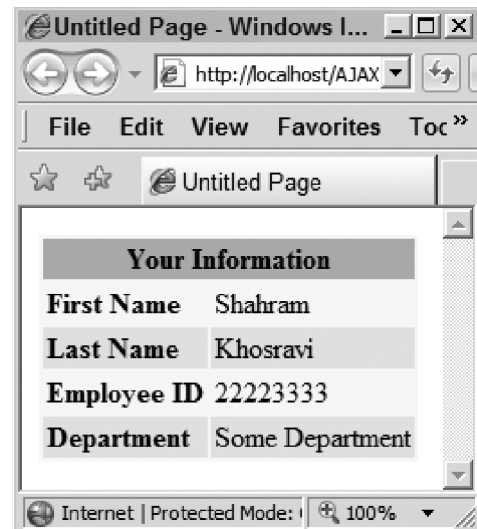 Untitled Page - Windows I...
http://localhost/AJAX
File Edit View Favorites Toc »
Untitled Page
Your Information
First Name Shahram
Last Name Khosravi
Employee ID 22223333
Department Some Department
Internet | Protected Mode: 100%